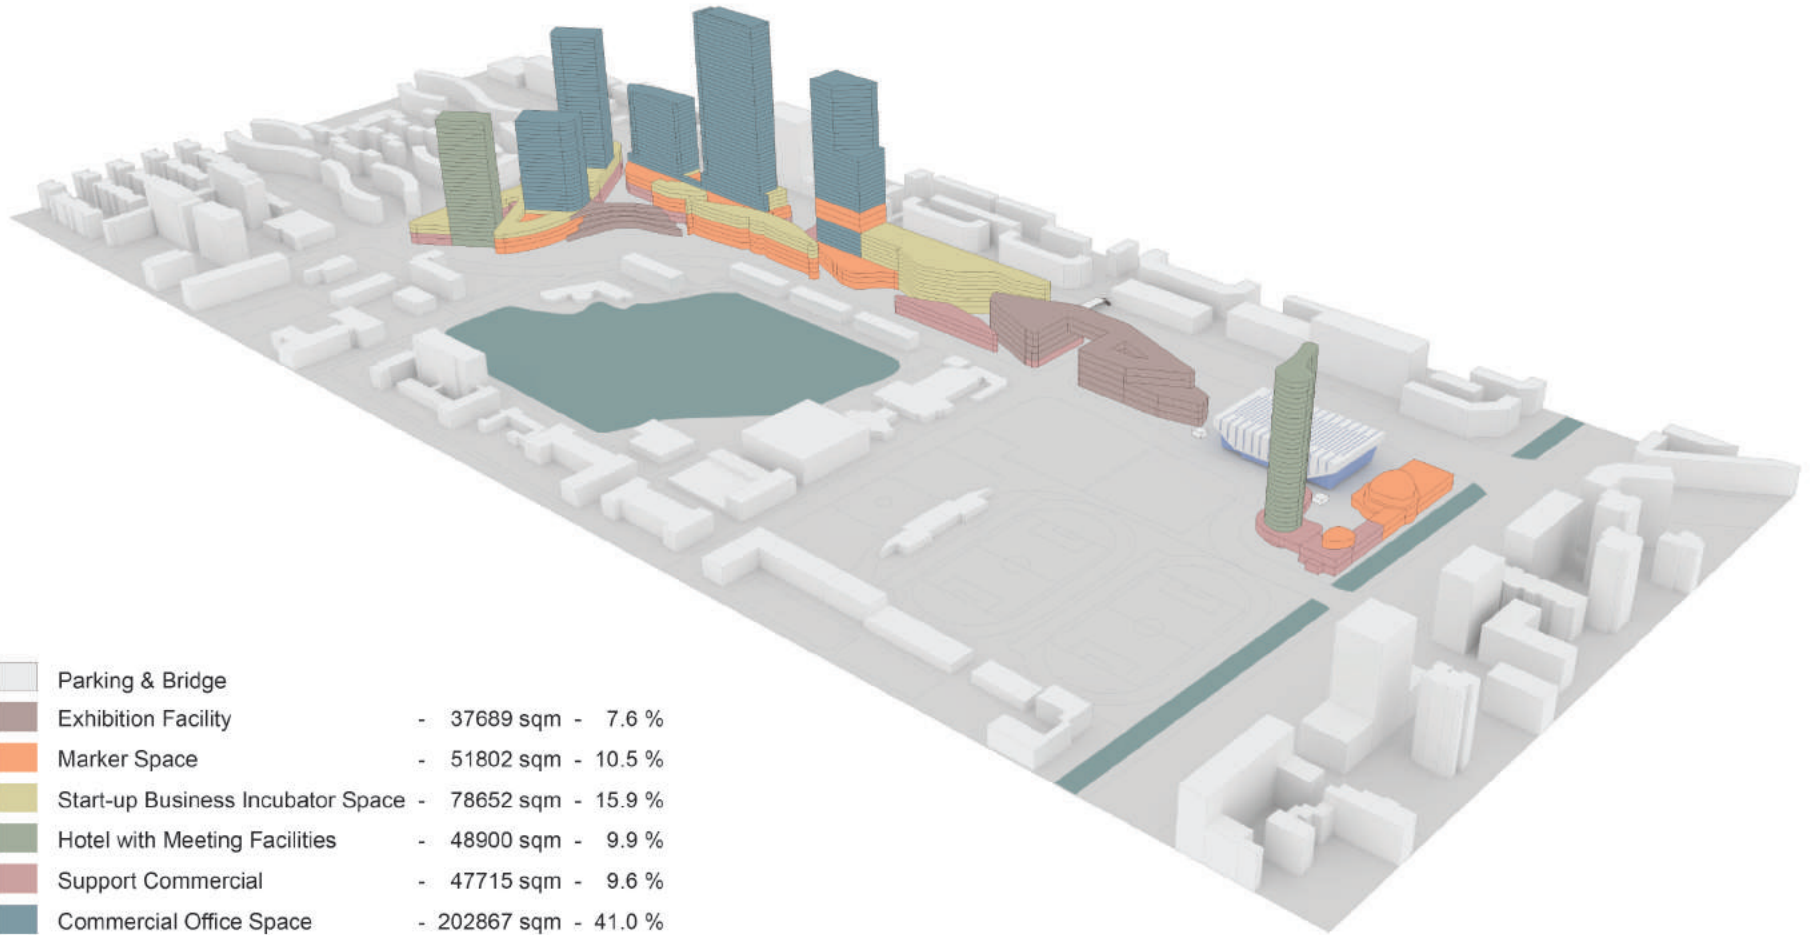 Parking & Bridge
Exhibition Facility - 37689 sqm - 7.6 %
Marker Space - 51802 sqm - 10.5 %
Start-up Business Incubator Space - 78652 sqm - 15.9 %
Hotel with Meeting Facilities - 48900 sqm - 9.9 %
Support Commercial - 47715 sqm - 9.6 %
Commercial Office Space - 202867 sqm - 41.0 %